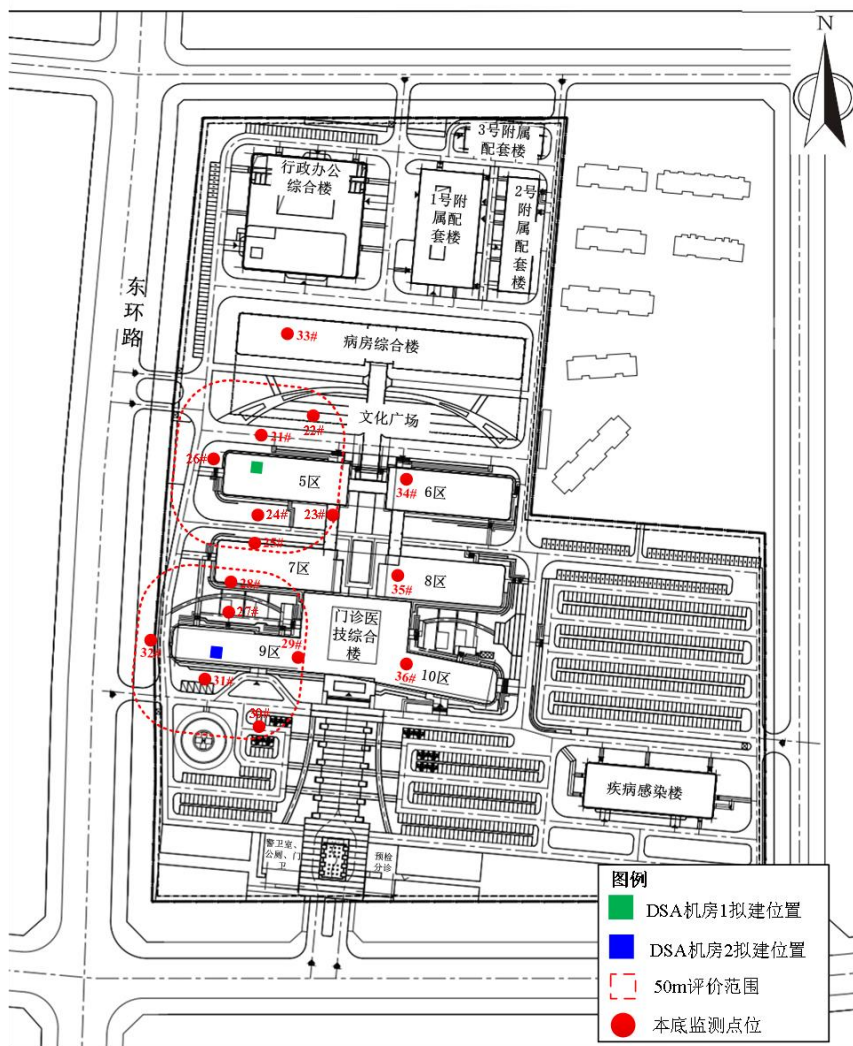 N
3号附属
配套楼
行政办公
综合楼
1号附
属配
套楼
2号
附
属
配
套
楼
东
环
路
33#
病房综合楼
文化广场
22#
21#
26#
5区
34#
6区
24#
23#
25#
7区
28#
35#
8区
27#
门诊医
技综合
楼
32#
29#
9区
36#
10区
31#
30#
疾病感染楼
警卫室、
公厕、门
卫
预检
分诊
图例
DSA机房1拟建位置
DSA机房2拟建位置
50m评价范围
本底监测点位